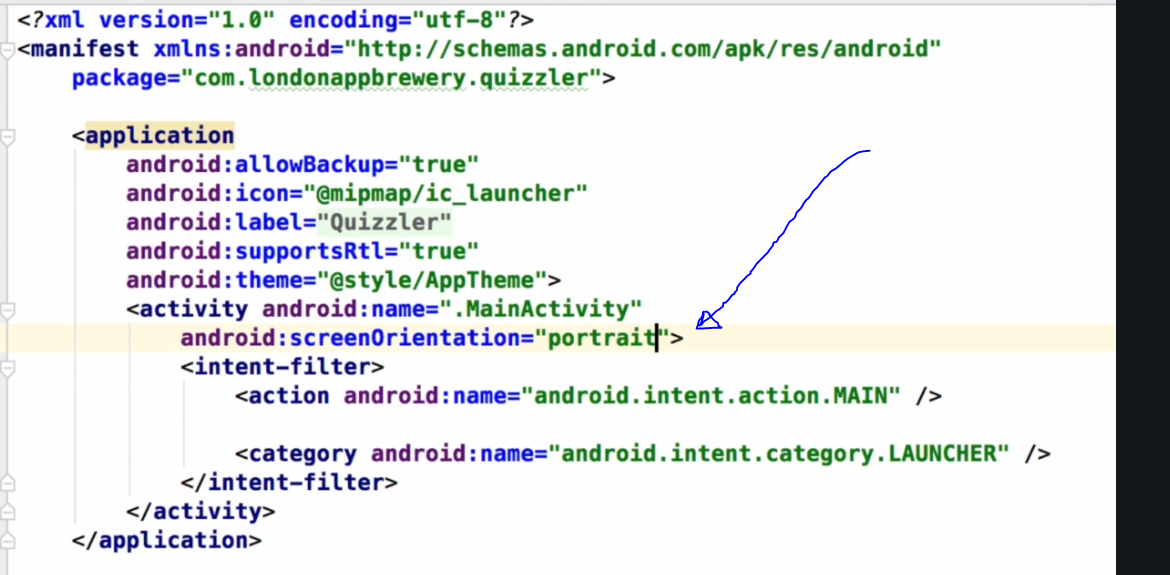 <?xml version="1.0" encoding="utf-8"?>
<manifest xmlns:android="http://schemas.android.com/apk/res/android"
    package="com.londonappbrewery.quizzler">

    <application
        android:allowBackup="true"
        android:icon="@mipmap/ic_launcher"
        android:label="Quizzler"
        android:supportsRtl="true"
        android:theme="@style/AppTheme">
        <activity android:name=".MainActivity"
            android:screenOrientation="portrait">
            <intent-filter>
                <action android:name="android.intent.action.MAIN" />

                <category android:name="android.intent.category.LAUNCHER" />
            </intent-filter>
        </activity>
    </application>